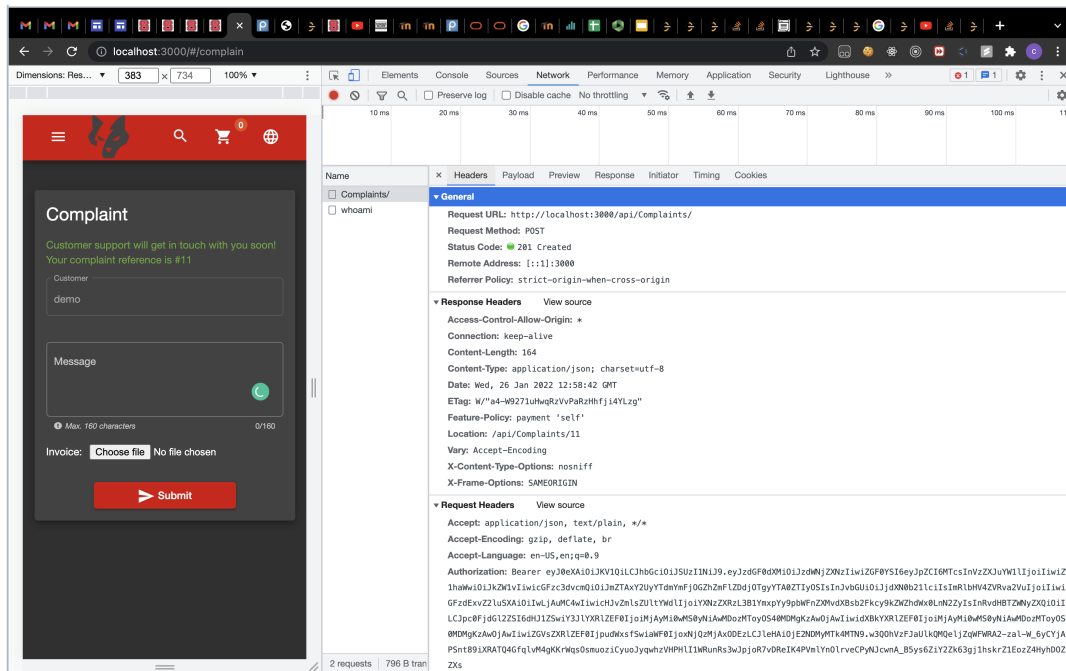 localhost:3000/#/complain
Dimensions: Res... ▼ 383 × 734 100% ▼
Elements Console Sources Network Performance Memory Application Security Lighthouse » 1 1
Preserve log Disable cache No throttling ▼
10 ms 20 ms 30 ms 40 ms 50 ms 60 ms 70 ms 80 ms 90 ms 100 ms 11
0
Complaint
Customer support will get in touch with you soon!
Your complaint reference is #11
Customer
demo
Message
Max. 160 characters 0/160
Invoice: Choose file No file chosen
Submit
Name
Complaints/
whoami
2 requests 796 B tran
× Headers Payload Preview Response Initiator Timing Cookies
▼ General
Request URL: http://localhost:3000/api/Complaints/
Request Method: POST
Status Code: 201 Created
Remote Address: [::1]:3000
Referrer Policy: strict-origin-when-cross-origin
▼ Response Headers View source
Access-Control-Allow-Origin: *
Connection: keep-alive
Content-Length: 164
Content-Type: application/json; charset=utf-8
Date: Wed, 26 Jan 2022 12:58:42 GMT
ETag: W/"a4-W9271uHwqRzVvPaRzHhfji4YLzg"
Feature-Policy: payment 'self'
Location: /api/Complaints/11
Vary: Accept-Encoding
X-Content-Type-Options: nosniff
X-Frame-Options: SAMEORIGIN
▼ Request Headers View source
Accept: application/json, text/plain, */*
Accept-Encoding: gzip, deflate, br
Accept-Language: en-US,en;q=0.9
Authorization: Bearer
ZXs